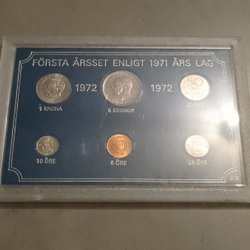 FÖRSTA ÅRSSET ENLIGT 1971 ÅRS LAG
1972 1972
1 KRONA 5 KRONOR 50 ÖRE
10 ÖRE 5 ÖRE 25 ÖRE